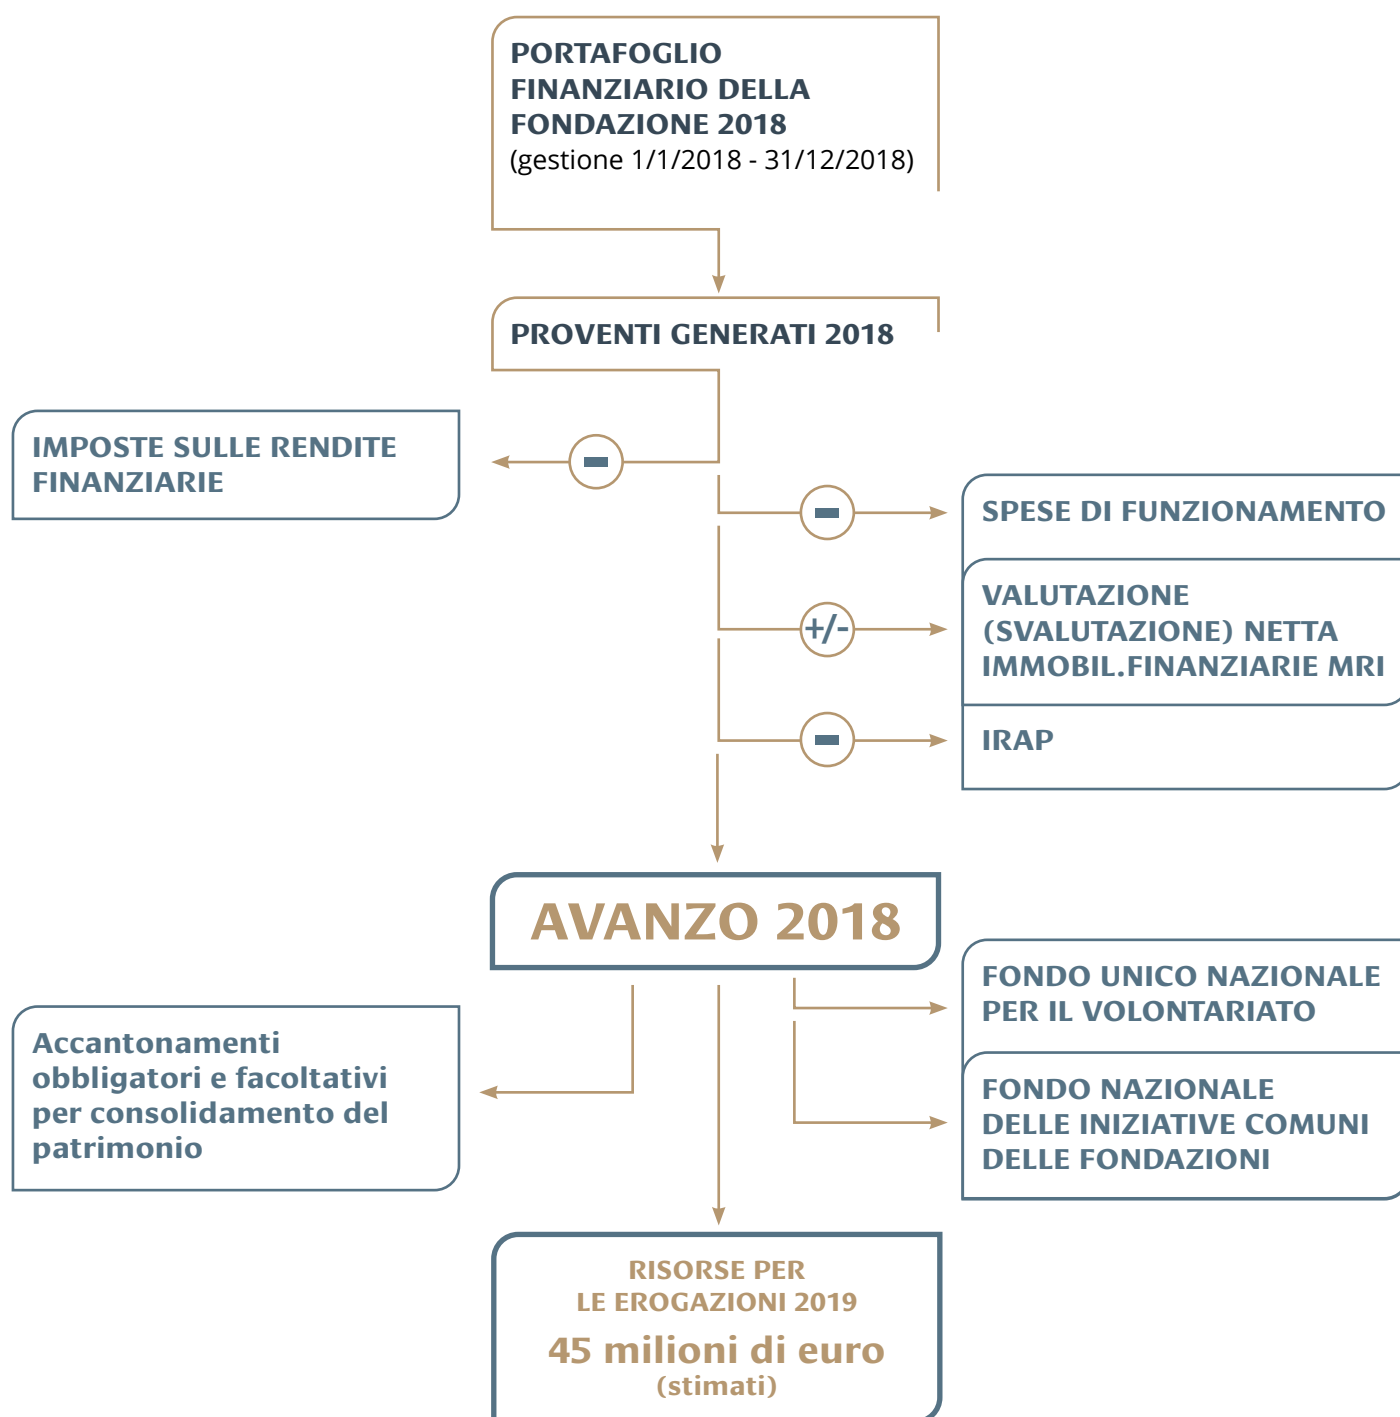 PORTAFOGLIO
FINANZIARIO DELLA
FONDAZIONE 2018
(gestione 1/1/2018 - 31/12/2018)
PROVENTI GENERATI 2018
IMPOSTE SULLE RENDITE
FINANZIARIE
-
-
SPESE DI FUNZIONAMENTO
+/-
VALUTAZIONE
(SVALUTAZIONE) NETTA
IMMOBIL.FINANZIARIE MRI
-
IRAP
AVANZO 2018
FONDO UNICO NAZIONALE
PER IL VOLONTARIATO
Accantonamenti
obbligatori e facoltativi
per consolidamento del
patrimonio
FONDO NAZIONALE
DELLE INIZIATIVE COMUNI
DELLE FONDAZIONI
RISORSE PER
LE EROGAZIONI 2019
45 milioni di euro
(stimati)